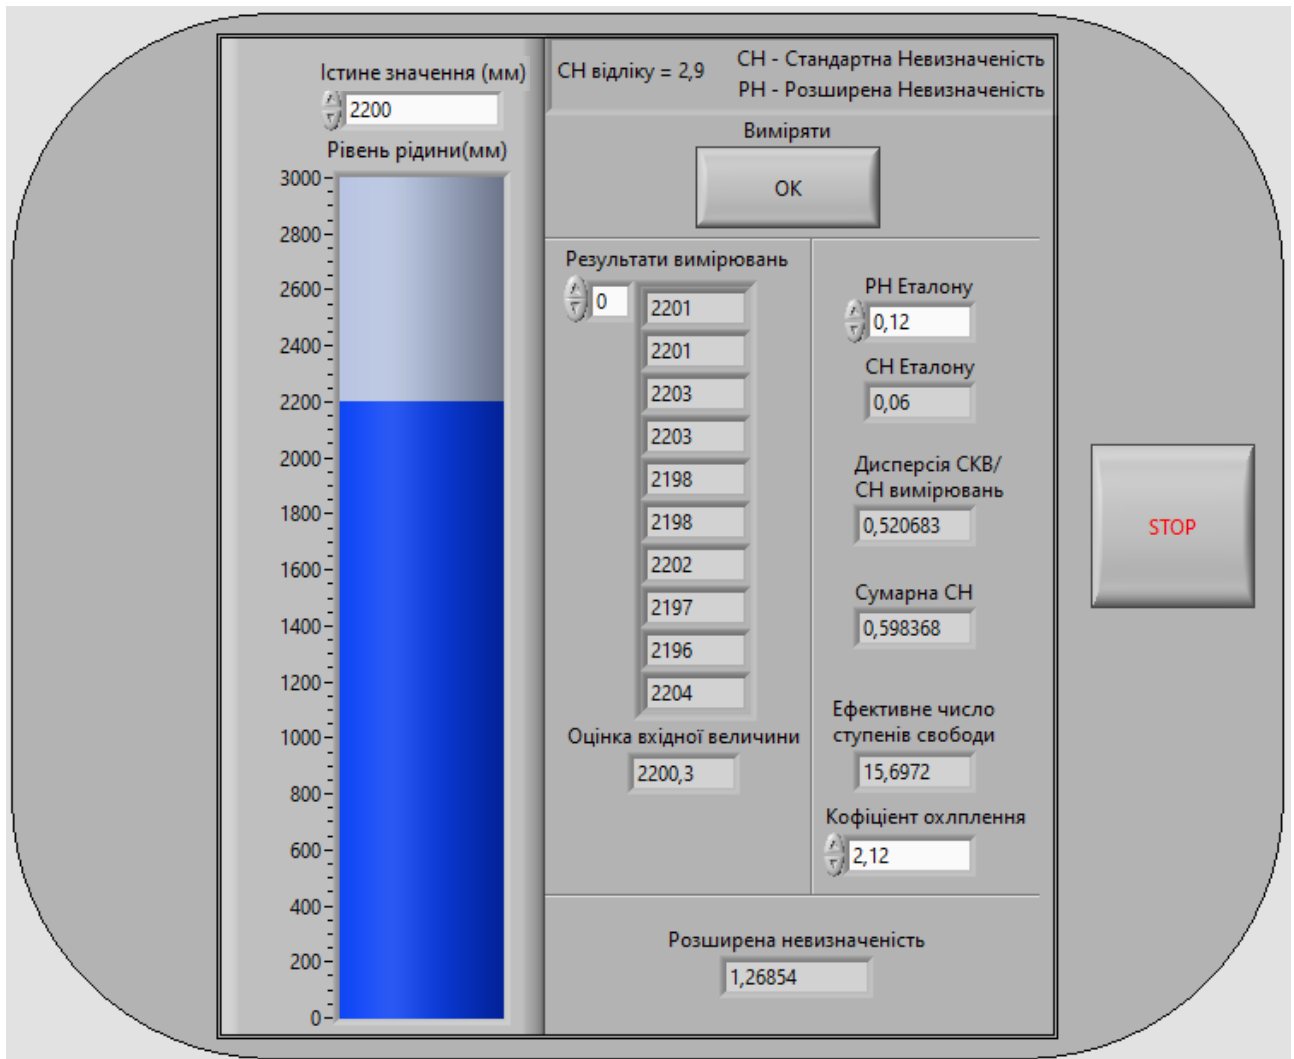 Істине значення (мм)
2200
Рівень рідини(мм)
3000
2800
2600
2400
2200
2000
1800
1600
1400
1200
1000
800
600
400
200
0
СН відліку = 2,9
СН - Стандартна Невизначеність
РН - Розширена Невизначеність
Виміряти
OK
Результати вимірювань
0
2201
2201
2203
2203
2198
2198
2202
2197
2196
2204
Оцінка вхідної величини
2200,3
РН Еталону
0,12
СН Еталону
0,06
Дисперсія СКВ/
СН вимірювань
0,520683
Сумарна СН
0,598368
Ефективне число
ступенів свободи
15,6972
Кофіцієнт охлплення
2,12
Розширена невизначеність
1,26854
STOP